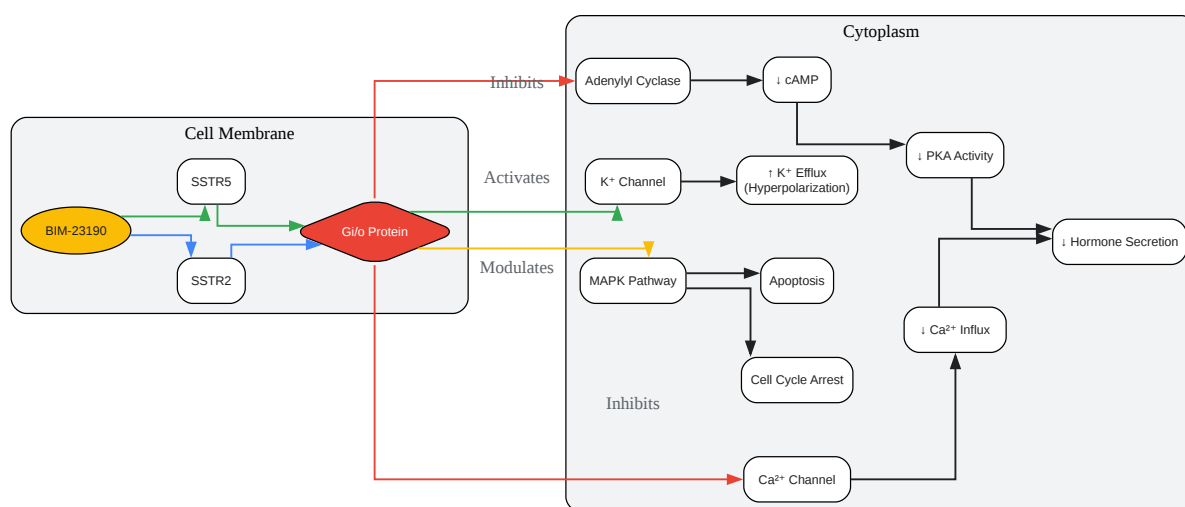 Cytoplasm
Inhibits
Adenylyl Cyclase
↓ cAMP
Cell Membrane
SSTR5
Activates
K⁺ Channel
↑ K⁺ Efflux
(Hyperpolarization)
↓ PKA Activity
BIM-23190
Gi/o Protein
↓ Hormone Secretion
SSTR2
Modulates
MAPK Pathway
Apoptosis
↓ Ca²⁺ Influx
Cell Cycle Arrest
Inhibits
Ca²⁺ Channel